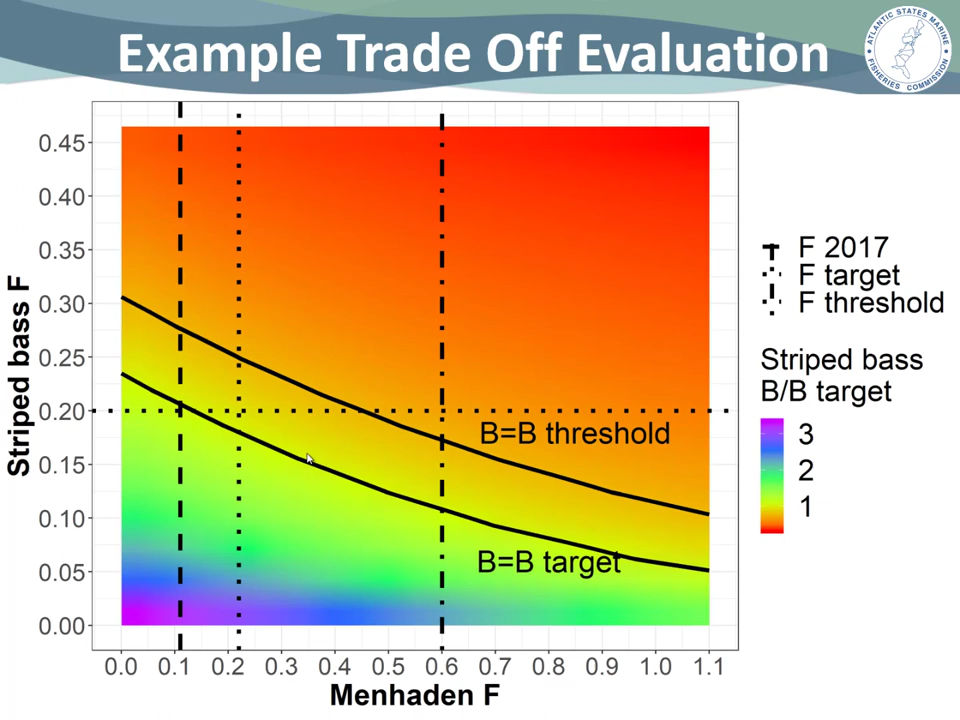 Example Trade Off Evaluation
ATLANTIC STATES MARINE
FISHERIES COMMISSION
Striped bass F
0.45
0.40
0.35
0.30
0.25
0.20
0.15
0.10
0.05
0.00
B=B threshold
B=B target
0.0 0.1 0.2 0.3 0.4 0.5 0.6 0.7 0.8 0.9 1.0 1.1
Menhaden F
F 2017
F target
F threshold
Striped bass
B/B target
3
2
1